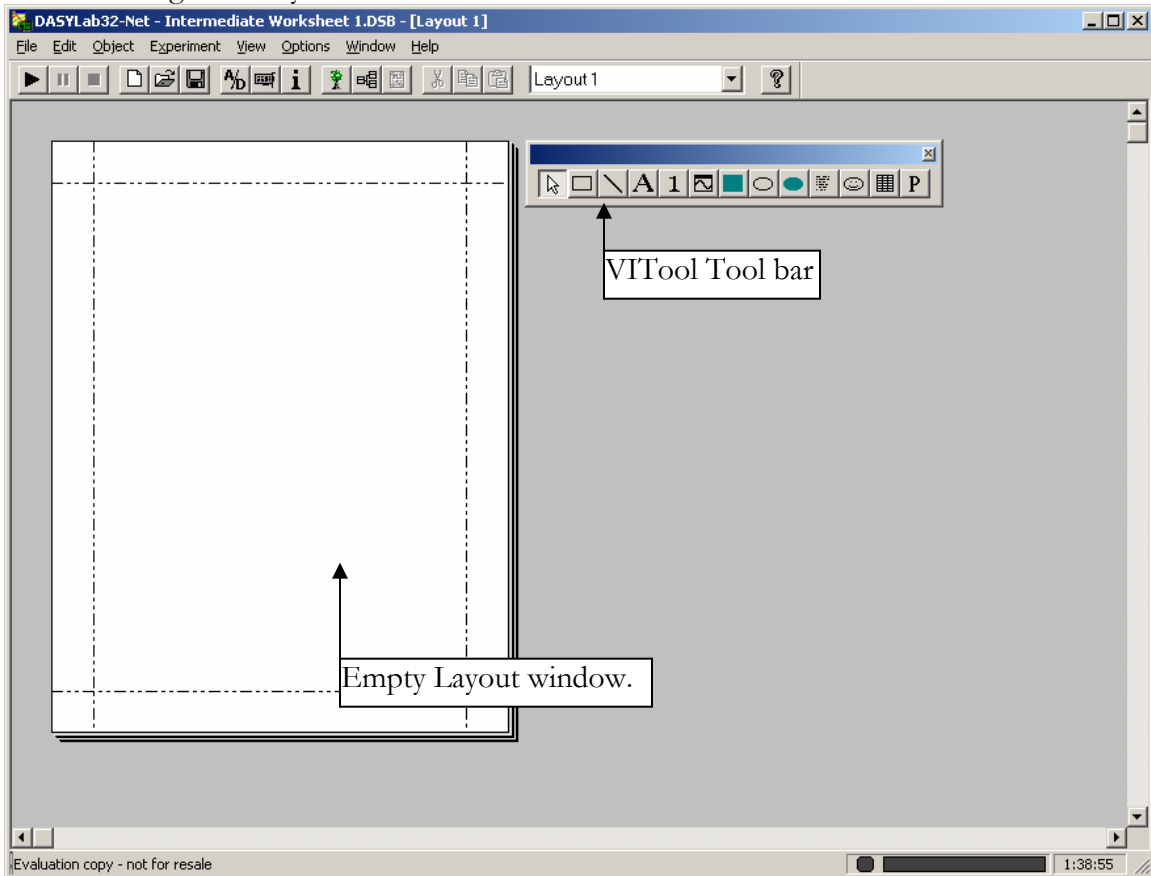 DASYLab32-Net - Intermediate Worksheet 1.DSB - [Layout 1]
File Edit Object Experiment View Options Window Help
A/D i Layout 1 ?
A 1 P
VITool Tool bar
Empty Layout window.
Evaluation copy - not for resale 1:38:55